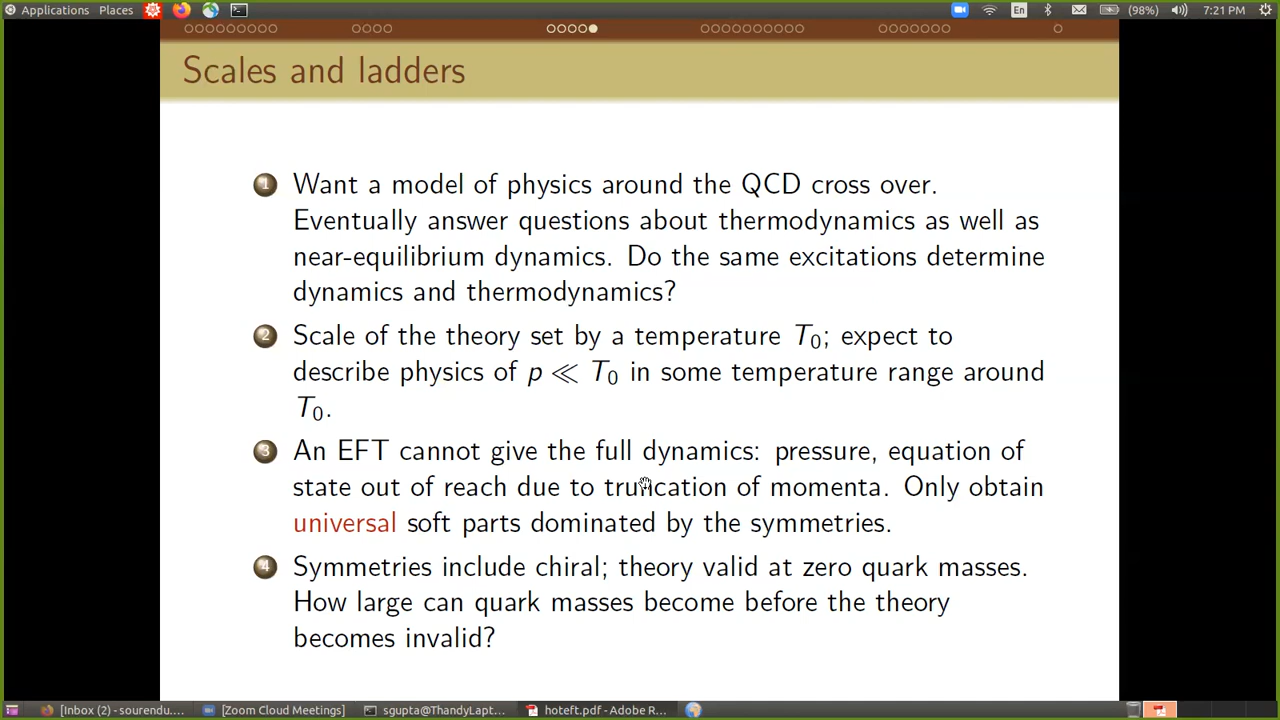 Applications Places En (98%) 7:21 PM
Scales and ladders
1 Want a model of physics around the QCD cross over.
Eventually answer questions about thermodynamics as well as
near-equilibrium dynamics. Do the same excitations determine
dynamics and thermodynamics?
2 Scale of the theory set by a temperature T₀; expect to
describe physics of p ≪ T₀ in some temperature range around
T₀.
3 An EFT cannot give the full dynamics: pressure, equation of
state out of reach due to truncation of momenta. Only obtain
universal soft parts dominated by the symmetries.
4 Symmetries include chiral; theory valid at zero quark masses.
How large can quark masses become before the theory
becomes invalid?
[Inbox (2) - sourendu.... [Zoom Cloud Meetings] sgupta@ThandyLapt... hoteft.pdf - Adobe R...